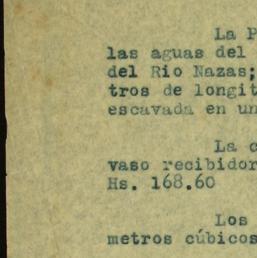 La P
las aguas del
del Rio Nazas;
tros de longit
escavada en un
La c
vaso recibidor
Hs. 168.60
Los
metros cúbicos